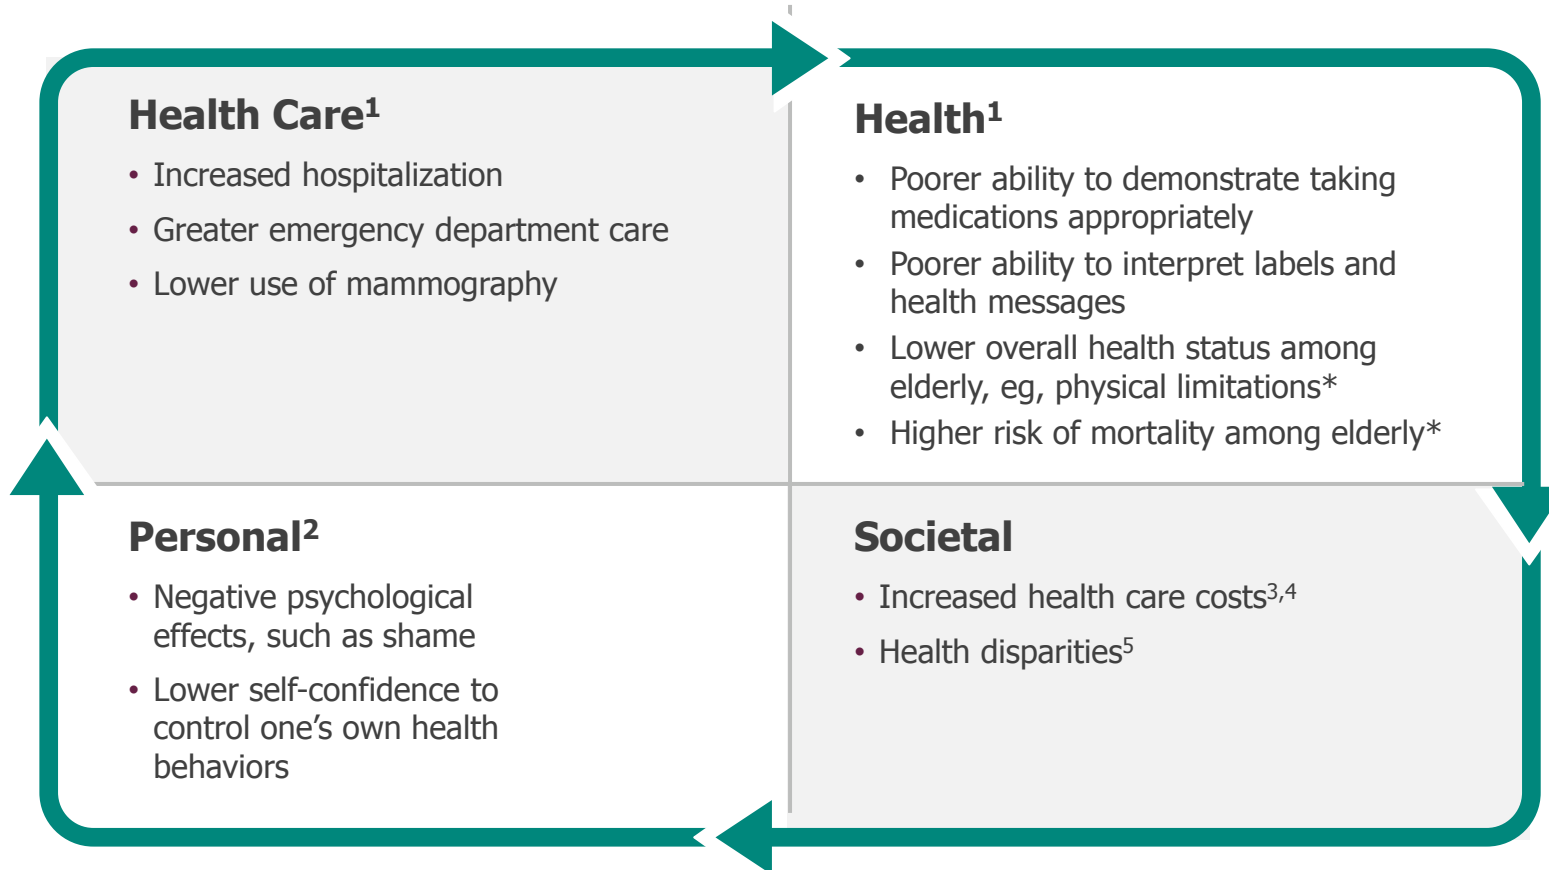 Health Care¹
• Increased hospitalization
• Greater emergency department care
• Lower use of mammography
Health¹
• Poorer ability to demonstrate taking
medications appropriately
• Poorer ability to interpret labels and
health messages
• Lower overall health status among
elderly, eg, physical limitations*
• Higher risk of mortality among elderly*
Personal²
• Negative psychological
effects, such as shame
• Lower self-confidence to
control one’s own health
behaviors
Societal
• Increased health care costs³,⁴
• Health disparities⁵